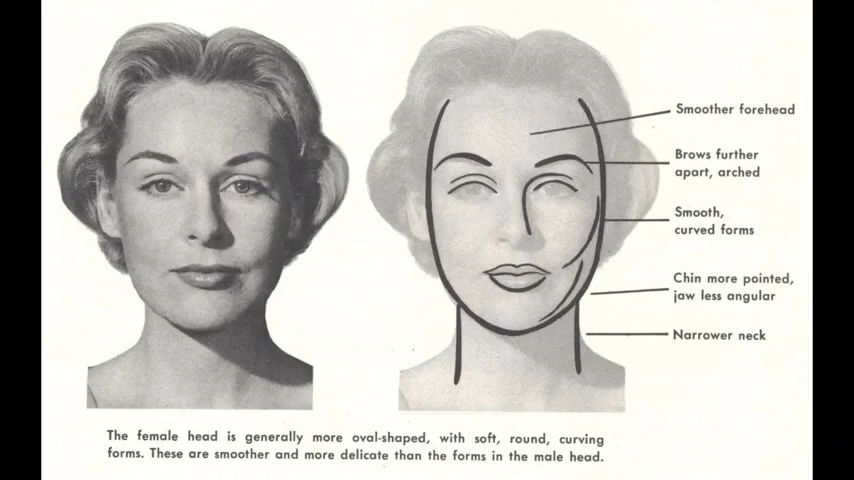 Smoother forehead
Brows further
apart, arched
Smooth,
curved forms
Chin more pointed,
jaw less angular
Narrower neck
The female head is generally more oval-shaped, with soft, round, curving
forms. These are smoother and more delicate than the forms in the male head.